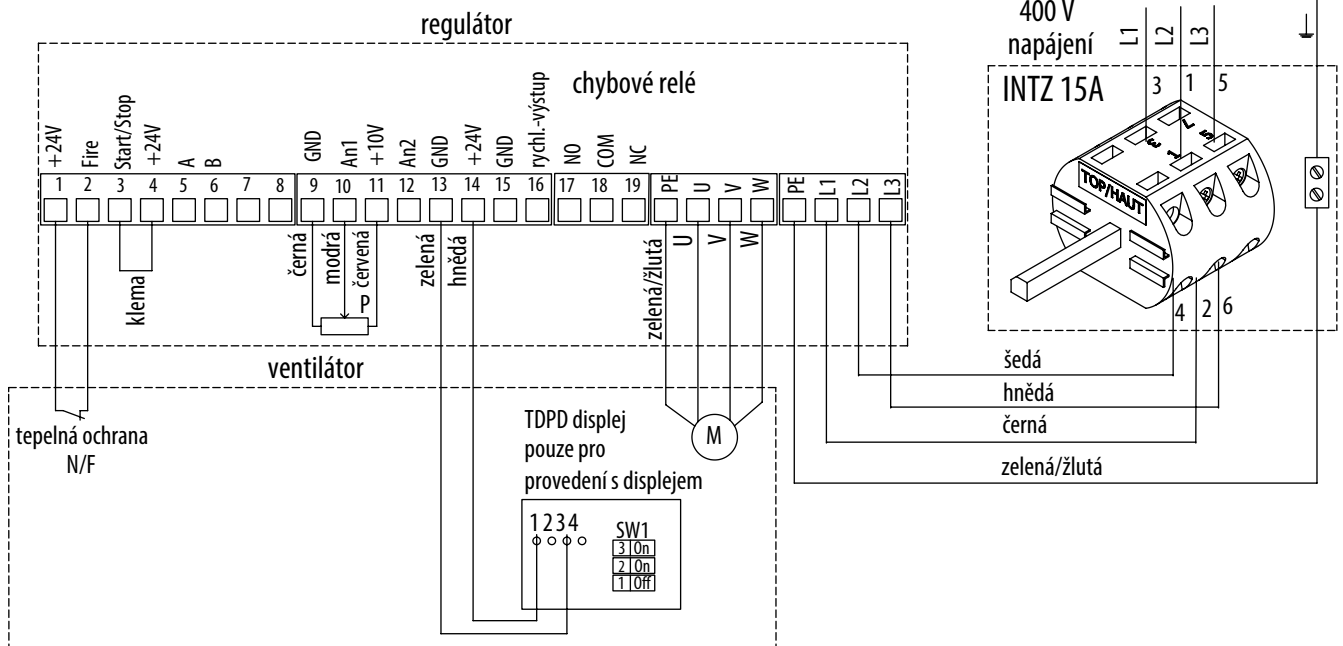 regulátor
chybové relé
+24V
Fire
Start/Stop
+24V
A
B
GND
An1
+10V
An2
GND
+24V
GND
rychl.-výstup
NO
COM
NC
PE
U
V
W
PE
L1
L2
L3
1 2 3 4 5 6 7 8 9 10 11 12 13 14 15 16 17 18 19
klema
černá
modrá
červená
P
zelená
hnědá
zelená/žlutá
U
V
W
400 V
napájení
L1
L2
L3
INTZ 15A
3 1 5
TOP/HAUT
4 2 6
šedá
hnědá
černá
zelená/žlutá
ventilátor
tepelná ochrana
N/F
M
TDPD displej
pouze pro
provedení s displejem
1 2 3 4
SW1
3 On
2 On
1 Off